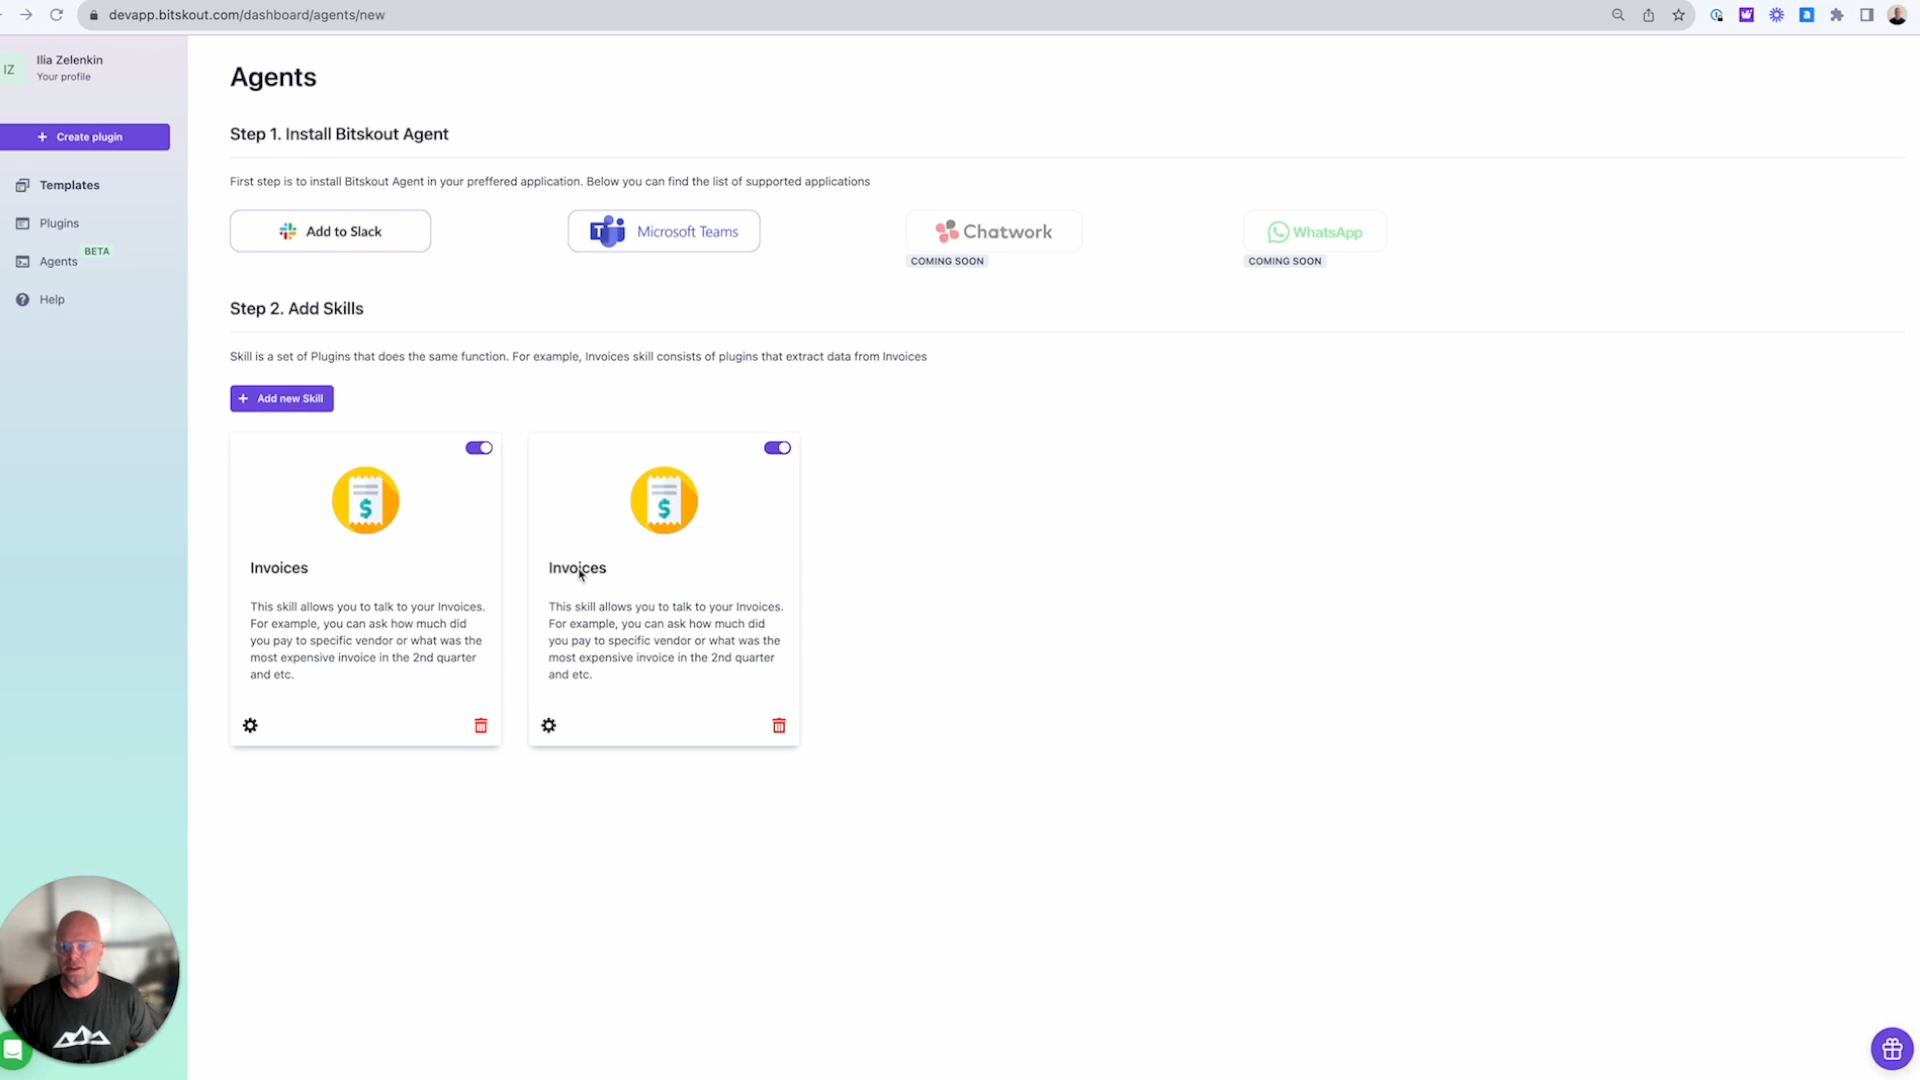 devapp.bitskout.com/dashboard/agents/new
IZ
Ilia Zelenkin
Your profile
+ Create plugin
Templates
Plugins
Agents
BETA
Help
Agents
Step 1. Install Bitskout Agent
First step is to install Bitskout Agent in your preffered application. Below you can find the list of supported applications
Add to Slack
Microsoft Teams
Chatwork
COMING SOON
WhatsApp
COMING SOON
Step 2. Add Skills
Skill is a set of Plugins that does the same function. For example, Invoices skill consists of plugins that extract data from Invoices
+ Add new Skill
Invoices
This skill allows you to talk to your Invoices.
For example, you can ask how much did
you pay to specific vendor or what was the
most expensive invoice in the 2nd quarter
and etc.
Invoices
This skill allows you to talk to your Invoices.
For example, you can ask how much did
you pay to specific vendor or what was the
most expensive invoice in the 2nd quarter
and etc.